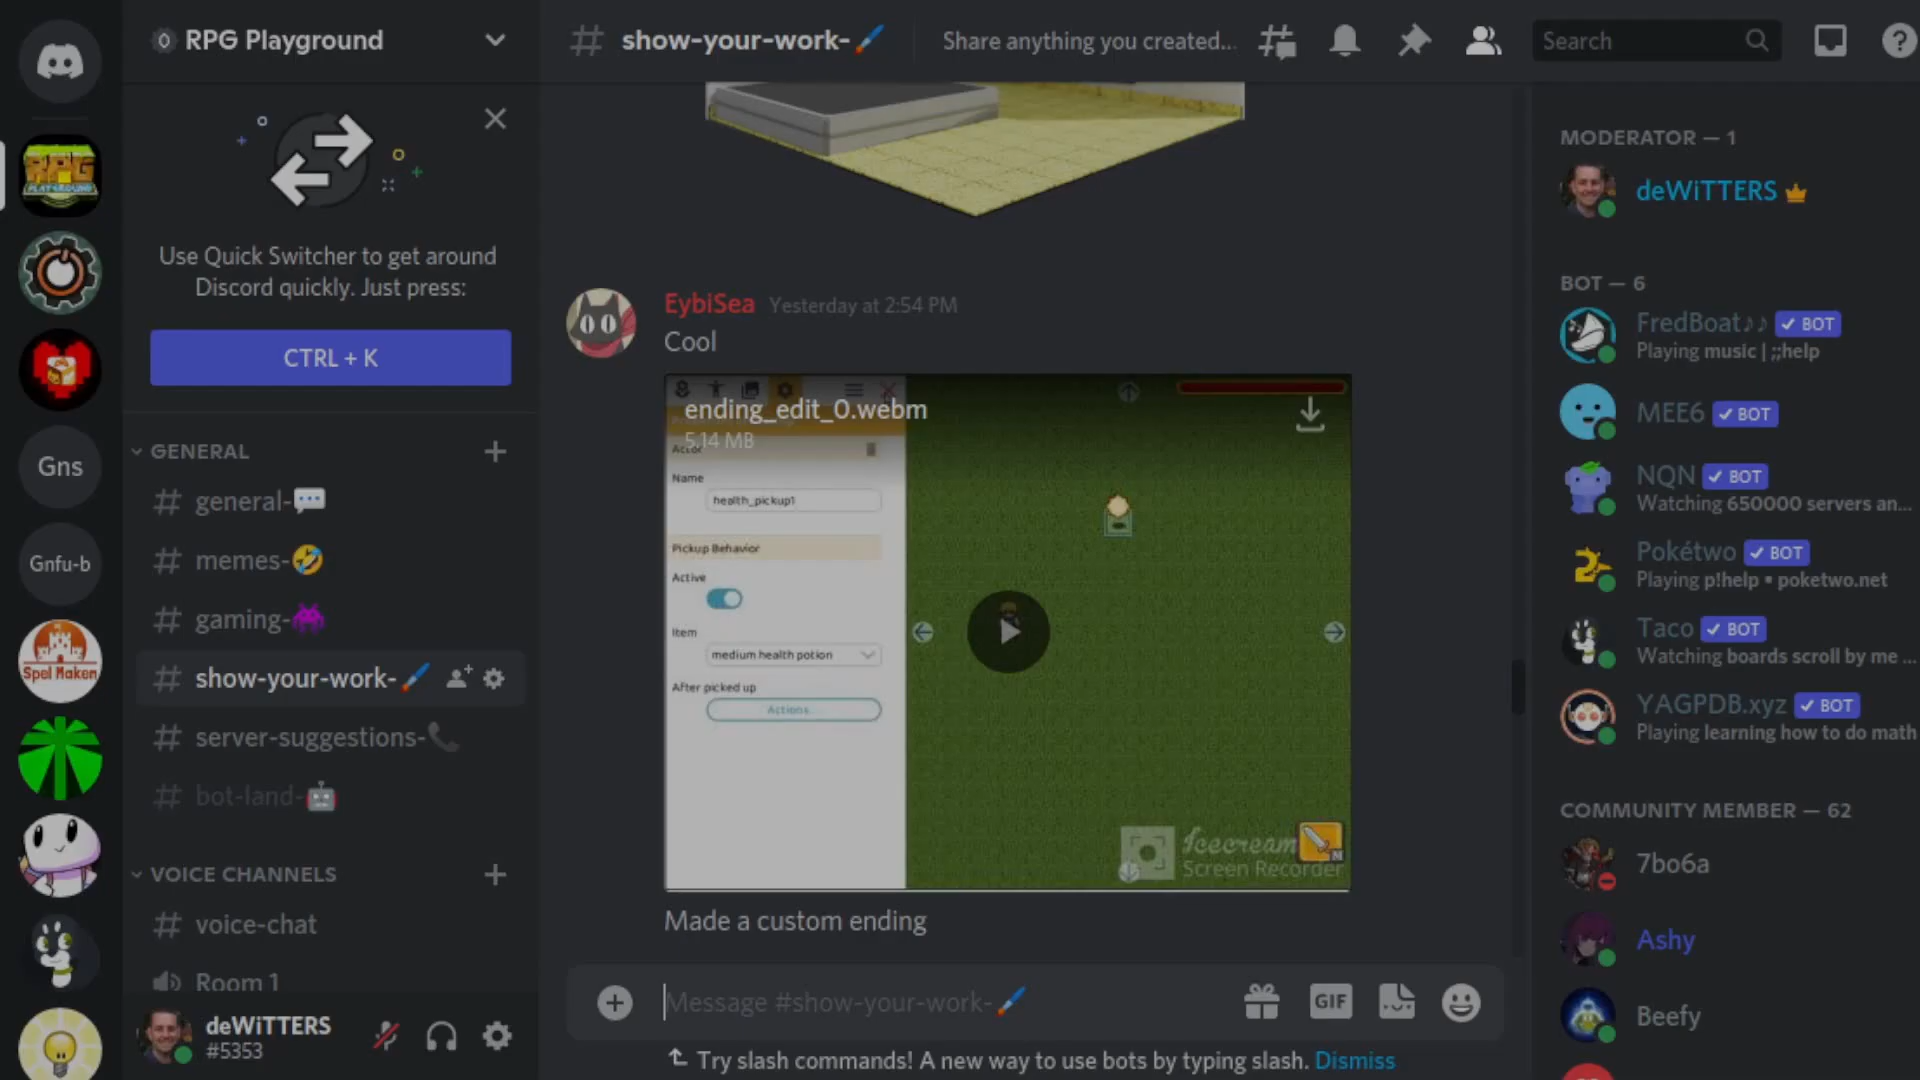 RPG Playground
Use Quick Switcher to get around
Discord quickly. Just press:
CTRL + K
GENERAL
general-
memes-
gaming-
show-your-work-
server-suggestions-
bot-land-
VOICE CHANNELS
voice-chat
Room 1
deWiTTERS
#5353
RPG
PLAYGROUND
Gns
Gnfu-b
Spel Maken
show-your-work-
Share anything you created...
Search
EybiSea Yesterday at 2:54 PM
Cool
ending_edit_0.webm
5.14 MB
Actor
Name
health_pickup1
Pickup Behavior
Active
Item
medium health potion
After picked up
Actions...
Icecream
Screen Recorder
M
Made a custom ending
Message #show-your-work-
GIF
Try slash commands! A new way to use bots by typing slash. Dismiss
MODERATOR — 1
deWiTTERS
BOT — 6
FredBoat♪♪ ✓ BOT
Playing music | ;;help
MEE6 ✓ BOT
NQN ✓ BOT
Watching 650000 servers an...
Pokétwo ✓ BOT
Playing p!help • poketwo.net
Taco ✓ BOT
Watching boards scroll by me ...
YAGPDB.xyz ✓ BOT
Playing learning how to do math
COMMUNITY MEMBER — 62
7bo6a
Ashy
Beefy